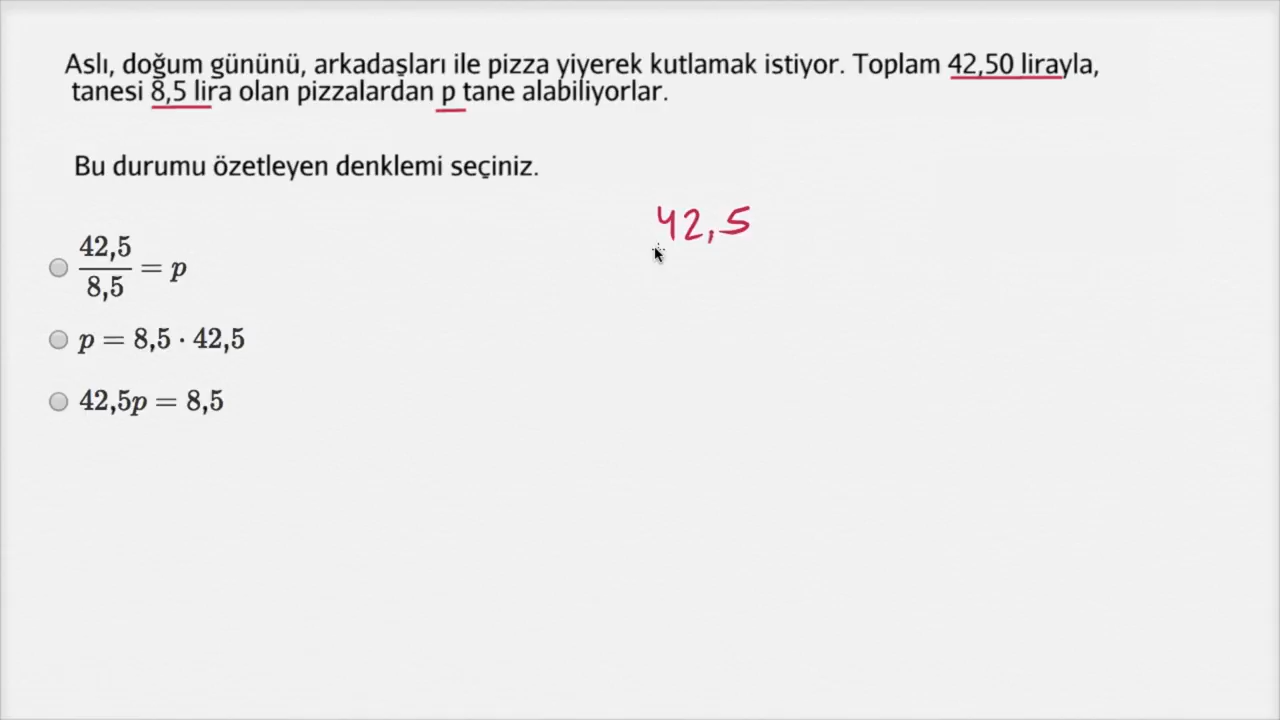 Aslı, doğum gününü, arkadaşları ile pizza yiyerek kutlamak istiyor. Toplam 42,50 lirayla,
tanesi 8,5 lira olan pizzalardan p tane alabiliyorlar.
Bu durumu özetleyen denklemi seçiniz.
42,5
42,5/8,5 = p
p = 8,5 · 42,5
42,5p = 8,5